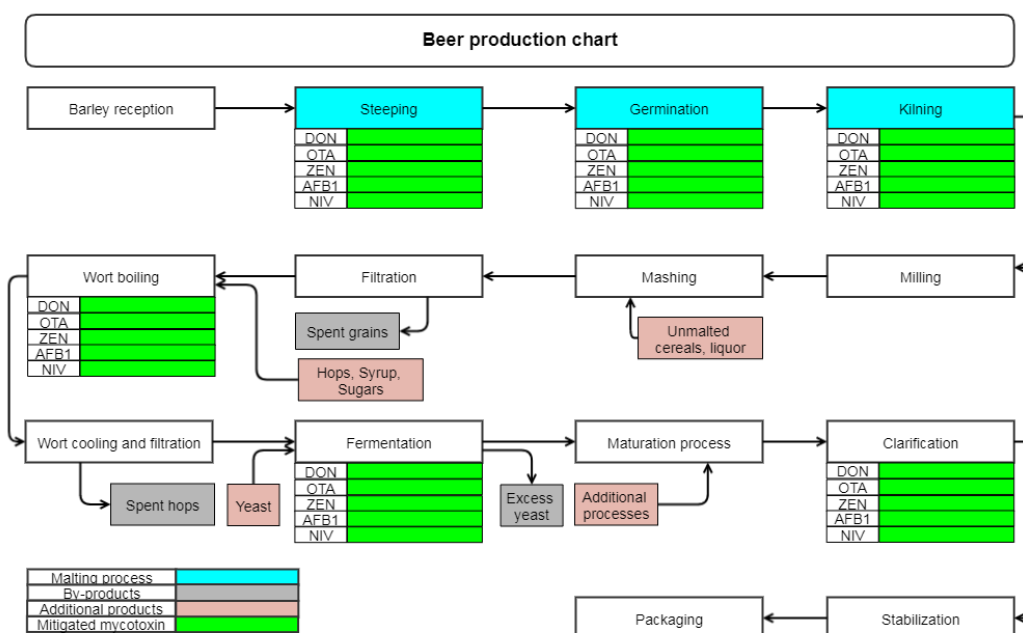 Beer production chart
Barley reception
Steeping
Germination
Kilning
DON
OTA
ZEN
AFB1
NIV
DON
OTA
ZEN
AFB1
NIV
DON
OTA
ZEN
AFB1
NIV
Wort boiling
Filtration
Mashing
Milling
DON
OTA
ZEN
AFB1
NIV
Spent grains
Unmalted
cereals, liquor
Hops, Syrup,
Sugars
Wort cooling and filtration
Fermentation
Maturation process
Clarification
DON
OTA
ZEN
AFB1
NIV
DON
OTA
ZEN
AFB1
NIV
Spent hops
Yeast
Excess
yeast
Additional
processes
Malting process
By-products
Additional products
Mitigated mycotoxin
Packaging
Stabilization